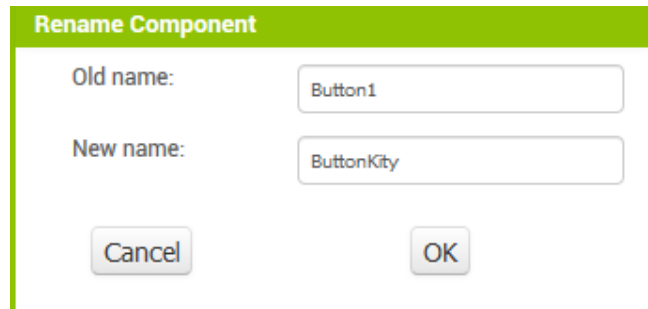 Rename Component
Old name:
Button1
New name:
ButtonKity
Cancel
OK